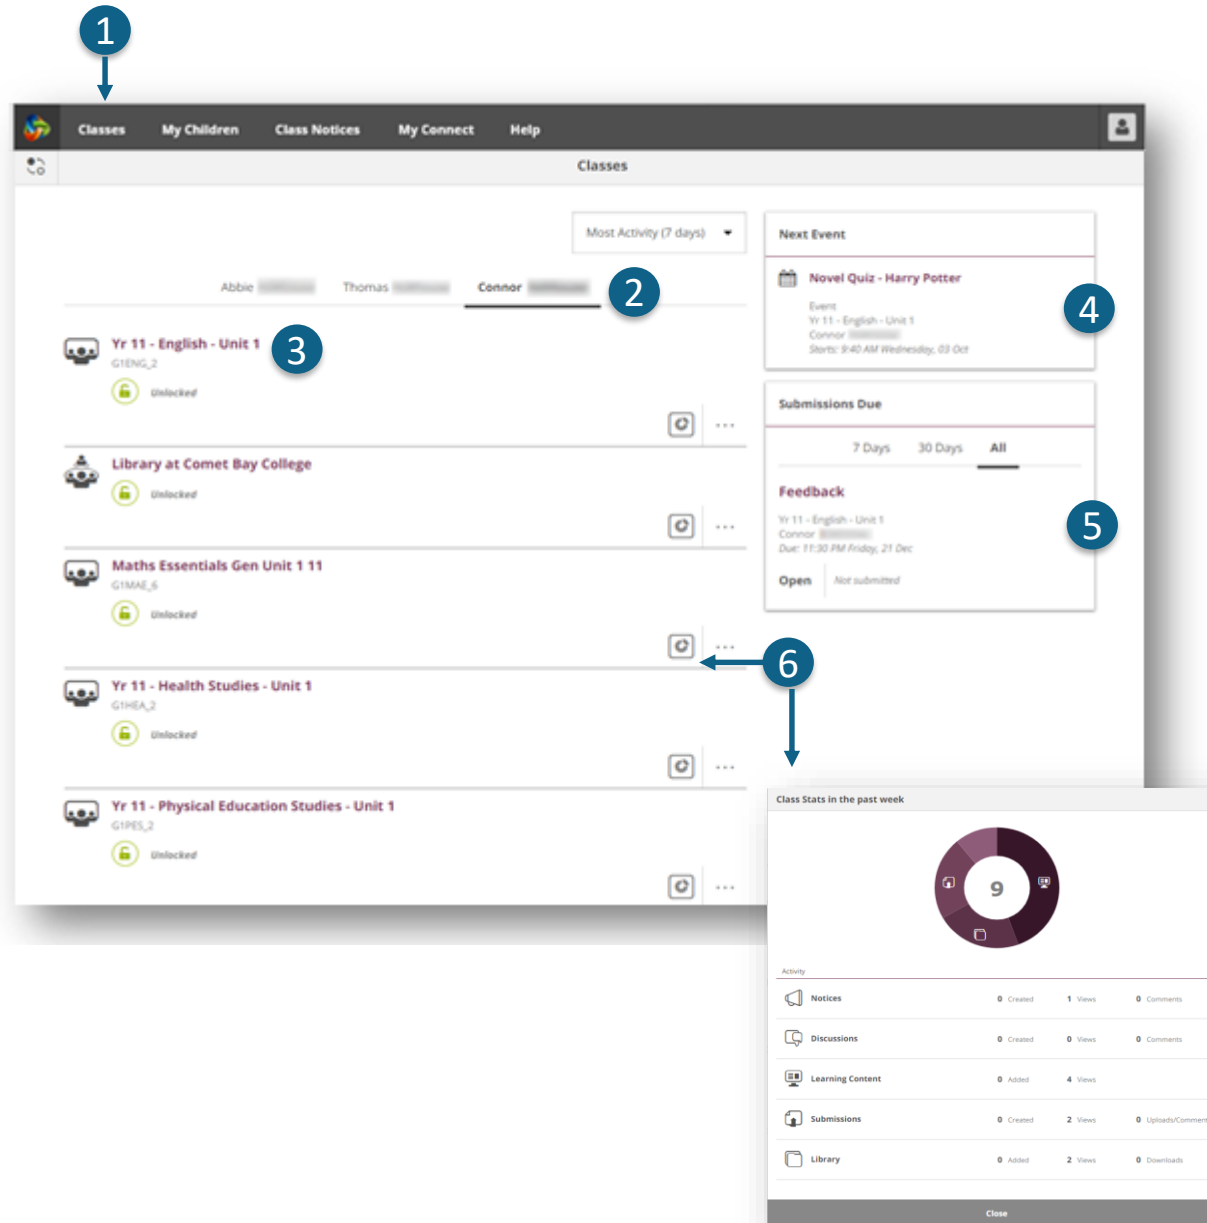 1
Classes My Children Class Notices My Connect Help
Classes
Most Activity (7 days)
Abbie Thomas Connor
2
Yr 11 - English - Unit 1
3
G1ENG_2
Unlocked
Library at Comet Bay College
Unlocked
Maths Essentials Gen Unit 1 11
G1MAE_6
Unlocked
Yr 11 - Health Studies - Unit 1
G1HEA_2
Unlocked
Yr 11 - Physical Education Studies - Unit 1
G1PES_2
Unlocked
Next Event
Novel Quiz - Harry Potter
Event
Yr 11 - English - Unit 1
Connor
Starts: 9:40 AM Wednesday, 03 Oct
4
Submissions Due
7 Days 30 Days All
Feedback
Yr 11 - English - Unit 1
Connor
Due: 11:30 PM Friday, 21 Dec
Open Not submitted
5
6
Class Stats in the past week
9
Activity
Notices 0 Created 1 Views 0 Comments
Discussions 0 Created 0 Views 0 Comments
Learning Content 0 Added 4 Views
Submissions 0 Created 2 Views 0 Uploads/Comment
Library 0 Added 2 Views 0 Downloads
Close